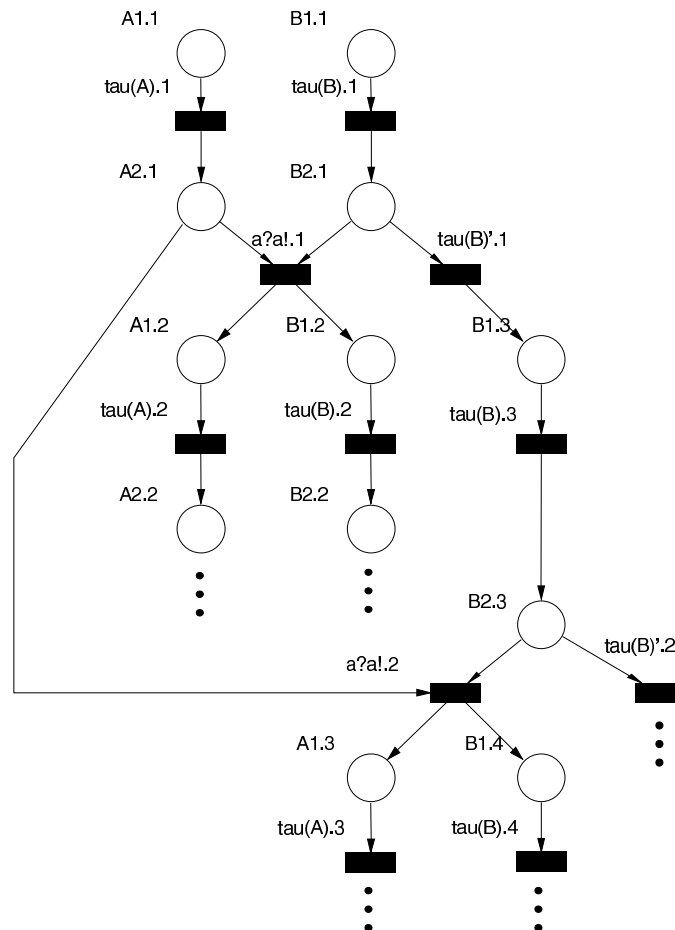 A1.1 B1.1
tau(A).1 tau(B).1
A2.1 B2.1
a?a!.1 tau(B)'.1
A1.2 B1.2 B1.3
tau(A).2 tau(B).2 tau(B).3
A2.2 B2.2
B2.3
tau(B)'.2
a?a!.2
A1.3 B1.4
tau(A).3 tau(B).4